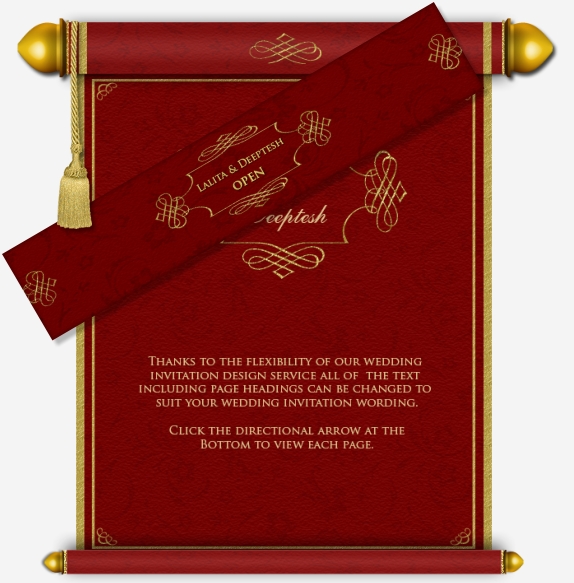 LALITA & DEEPTESH
OPEN
THANKS TO THE FLEXIBILITY OF OUR WEDDING
INVITATION DESIGN SERVICE ALL OF THE TEXT
INCLUDING PAGE HEADINGS CAN BE CHANGED TO
SUIT YOUR WEDDING INVITATION WORDING.
CLICK THE DIRECTIONAL ARROW AT THE
BOTTOM TO VIEW EACH PAGE.